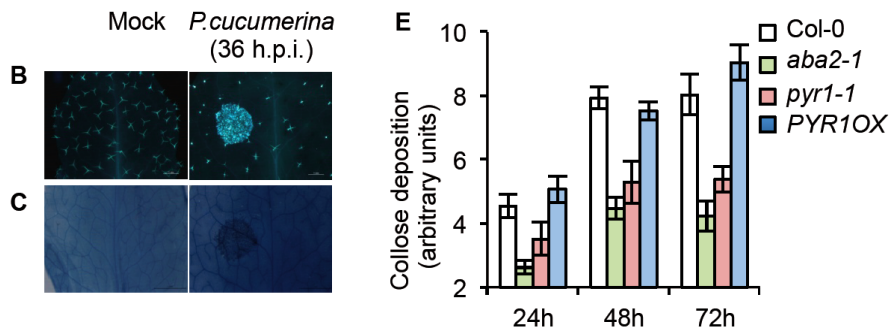 Mock
P.cucumerina
(36 h.p.i.)
B
C
E
Collose deposition
(arbitrary units)
10
8
6
4
2
24h
48h
72h
Col-0
aba2-1
pyr1-1
PYR1OX